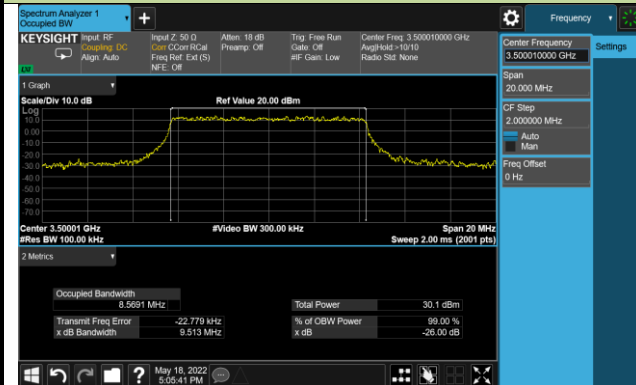 Spectrum Analyzer 1
Occupied BW
+
Frequency
KEYSIGHT
Input: RF
Coupling: DC
Align: Auto
Input Z: 50 Ω
Corr CCorr RCal
Freq Ref: Ext (S)
NFE: Off
Atten: 18 dB
Preamp: Off
Trig: Free Run
Gate: Off
#IF Gain: Low
Center Freq: 3.500010000 GHz
Avg|Hold:>10/10
Radio Std: None
1 Graph
Scale/Div 10.0 dB
Ref Value 20.00 dBm
Log
10.0
0.00
-10.0
-20.0
-30.0
-40.0
-50.0
-60.0
-70.0
Center 3.50001 GHz
#Video BW 300.00 kHz
Span 20 MHz
#Res BW 100.00 kHz
Sweep 2.00 ms (2001 pts)
2 Metrics
Occupied Bandwidth
8.5691 MHz
Total Power
30.1 dBm
Transmit Freq Error
-22.779 kHz
% of OBW Power
99.00 %
x dB Bandwidth
9.513 MHz
x dB
-26.00 dB
May 18, 2022
5:05:41 PM
Center Frequency
3.500010000 GHz
Settings
Span
20.000 MHz
CF Step
2.000000 MHz
Auto
Man
Freq Offset
0 Hz